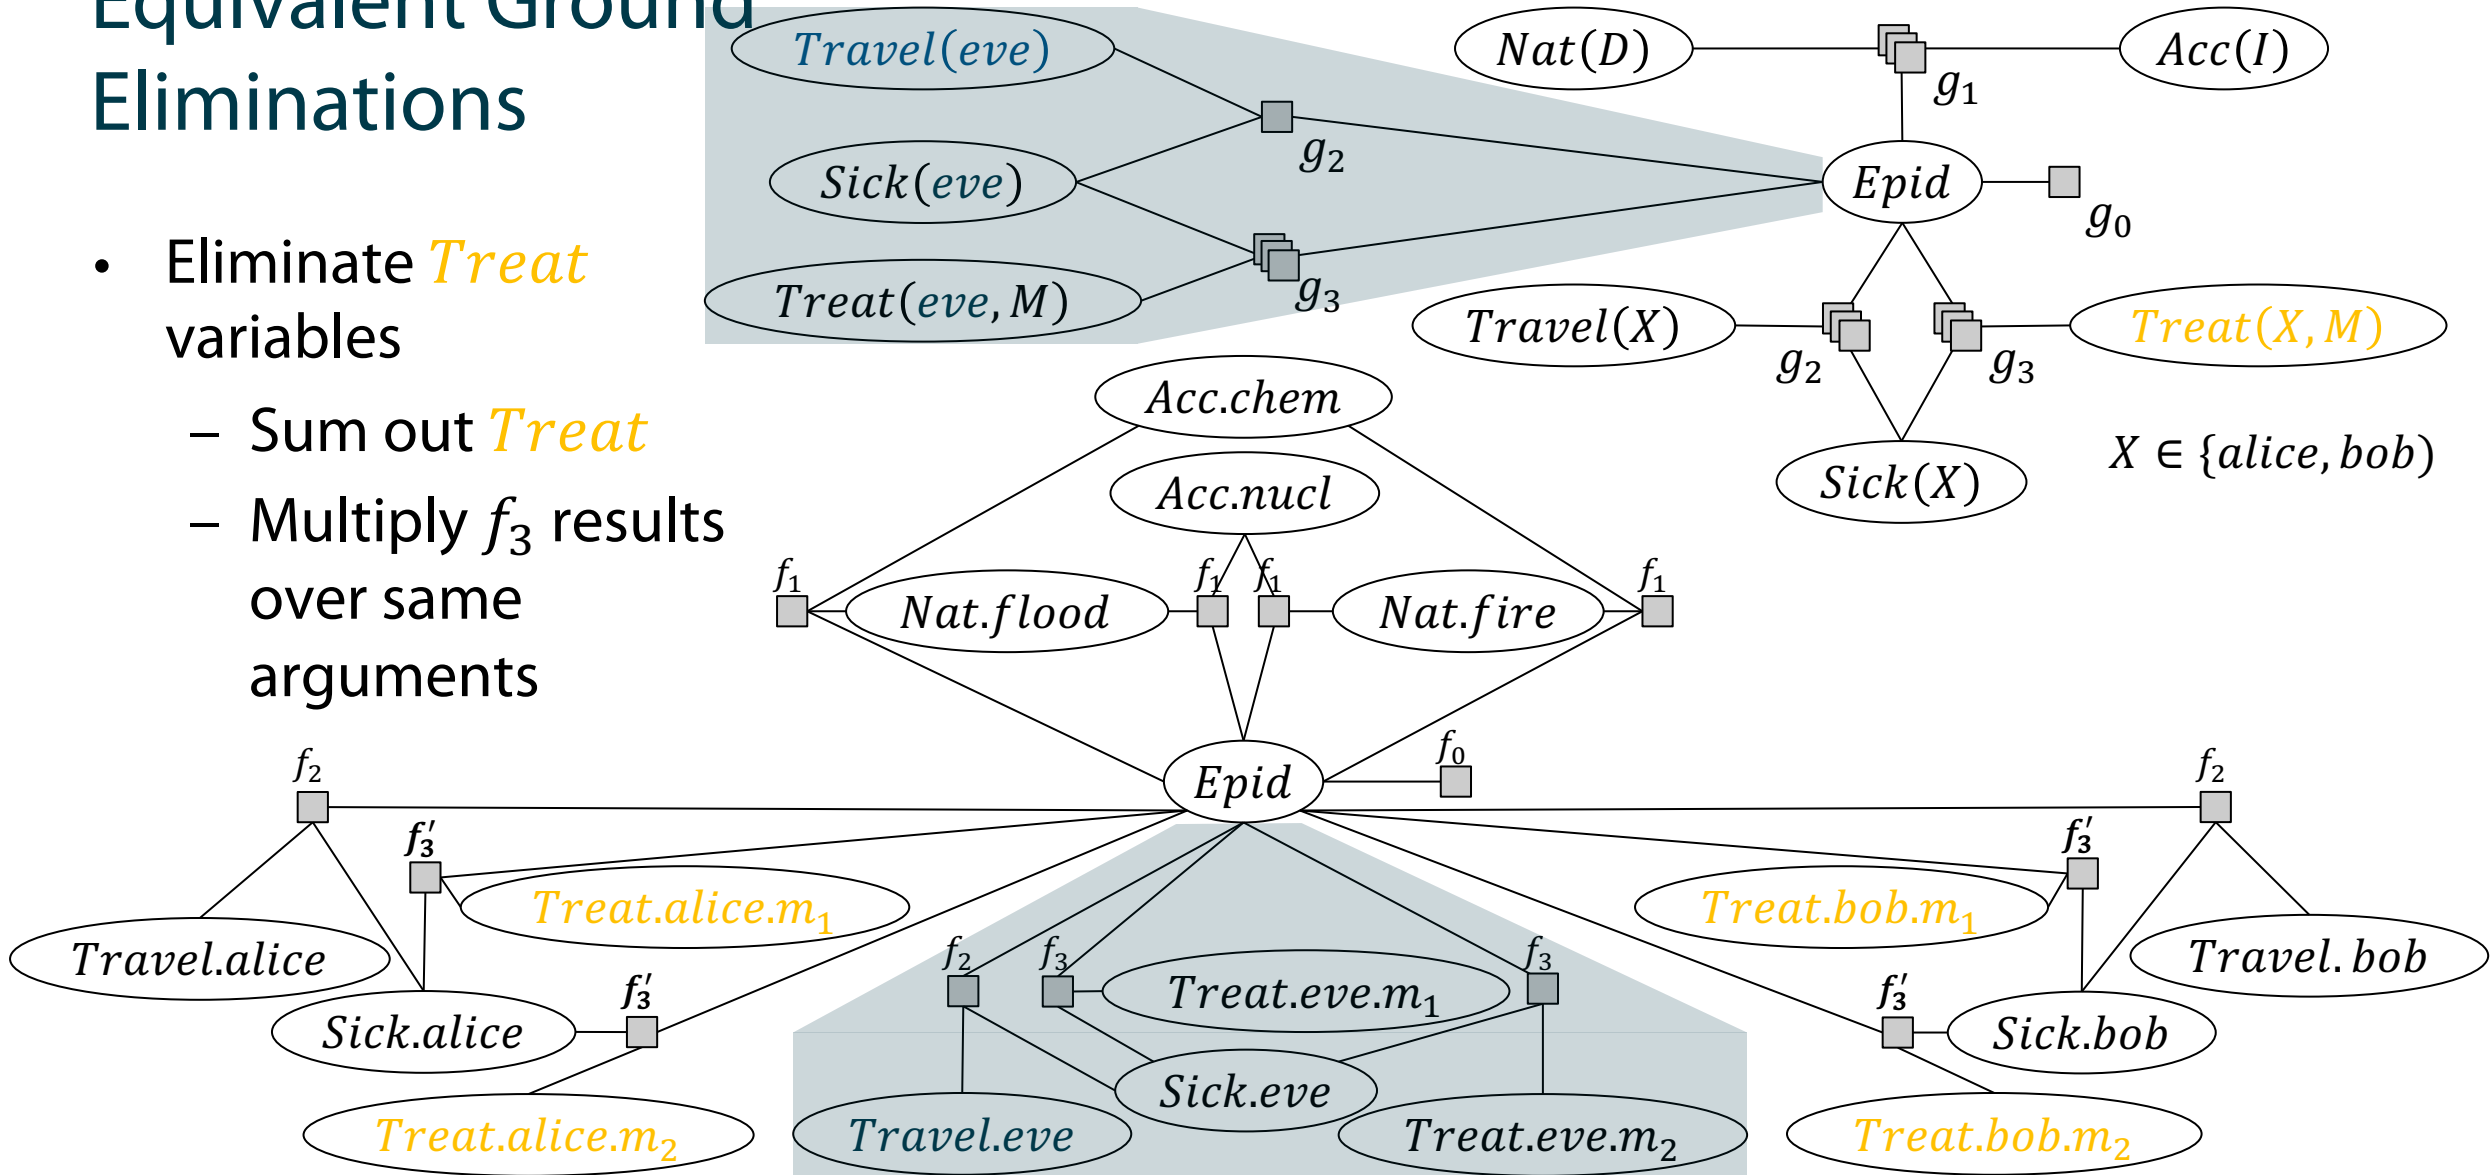 Equivalent Ground
Eliminations
• Eliminate Treat
variables
– Sum out Treat
– Multiply f₃ results
over same
arguments
Travel(eve)
Sick(eve)
Treat(eve, M)
g₂
g₃
Nat(D)
Acc(I)
g₁
Epid
g₀
Travel(X)
Treat(X, M)
g₂
g₃
Sick(X)
X ∈ {alice, bob)
Acc.chem
Acc.nucl
f₁
f₁
f₁
f₁
Nat.flood
Nat.fire
Epid
f₀
f₂
f₂
f₃′
f₃′
Treat.alice.m₁
Treat.bob.m₁
Travel.alice
Travel. bob
f₂
f₃
f₃
Treat.eve.m₁
f₃′
f₃′
Sick.alice
Sick.bob
Sick.eve
Treat.alice.m₂
Travel.eve
Treat.eve.m₂
Treat.bob.m₂